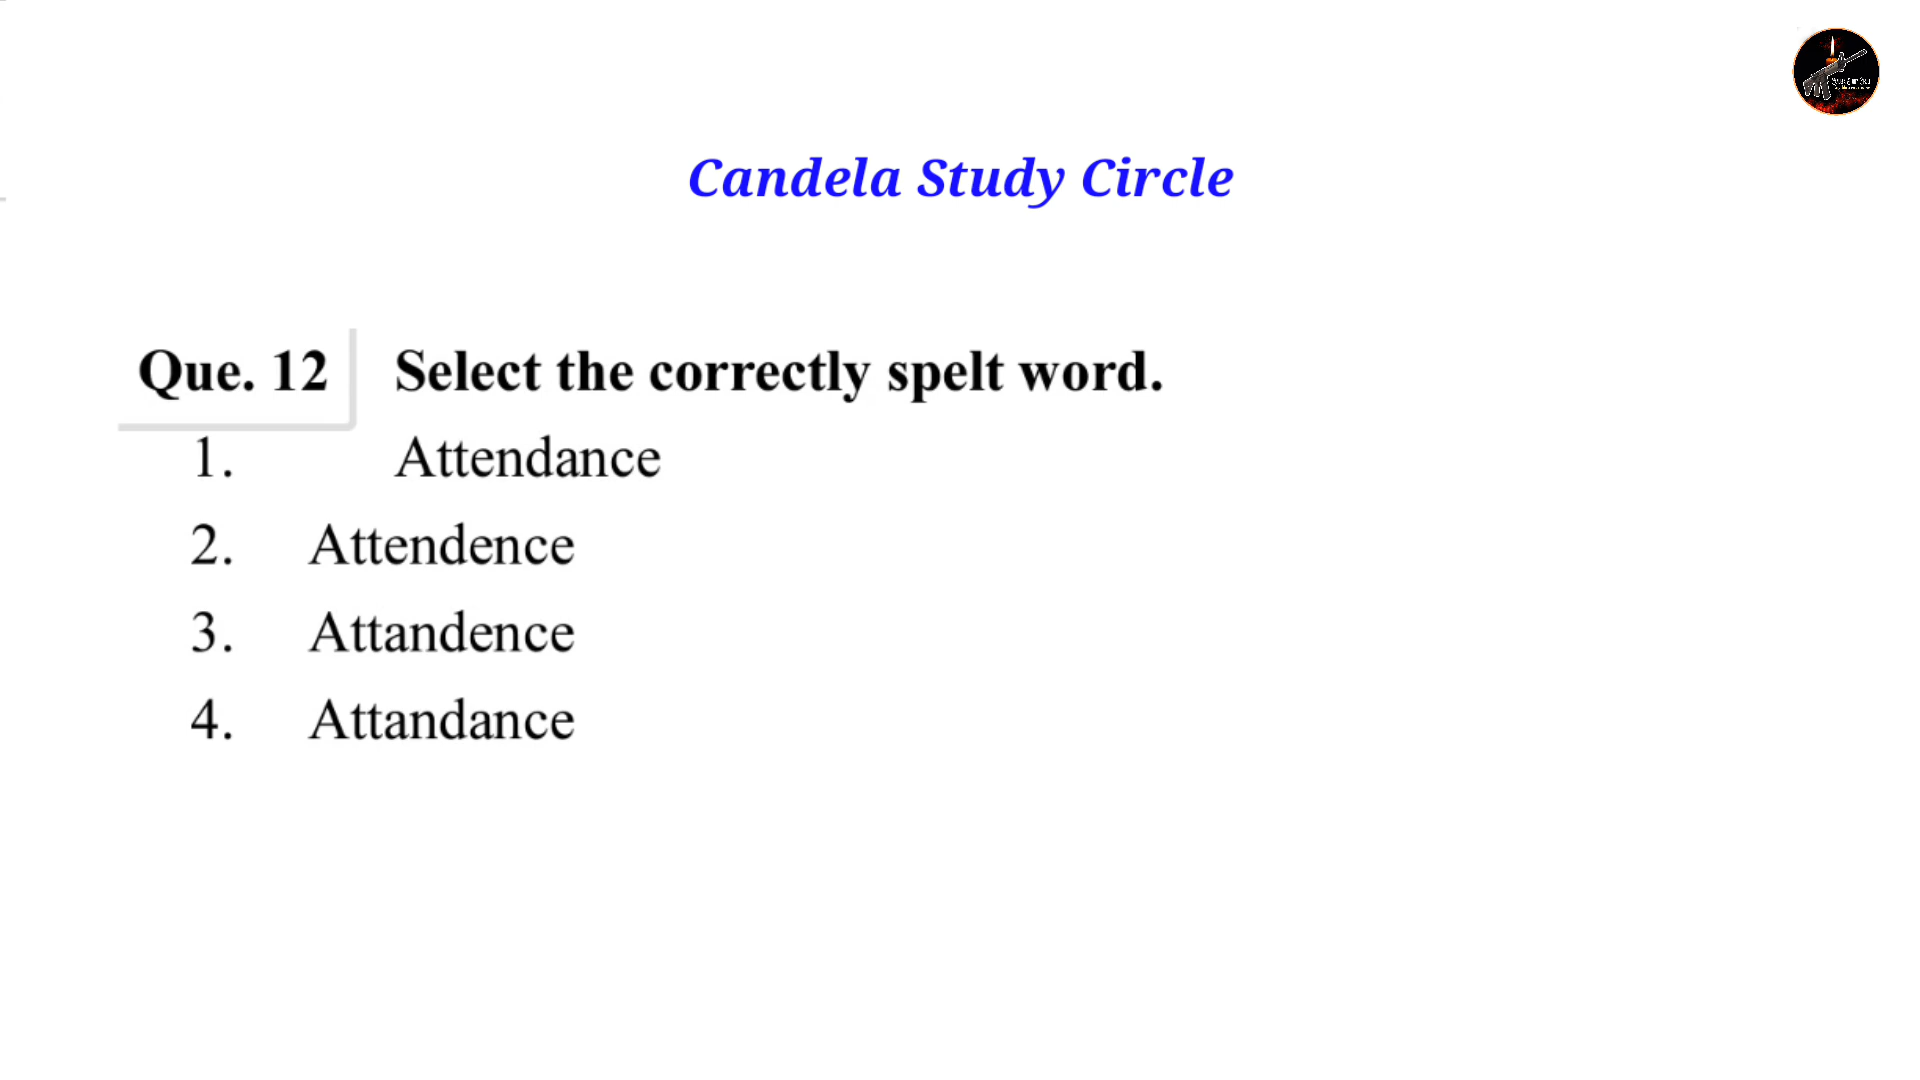 Candela Study Circle
Que. 12 Select the correctly spelt word.
1. Attendance
2. Attendence
3. Attandence
4. Attandance